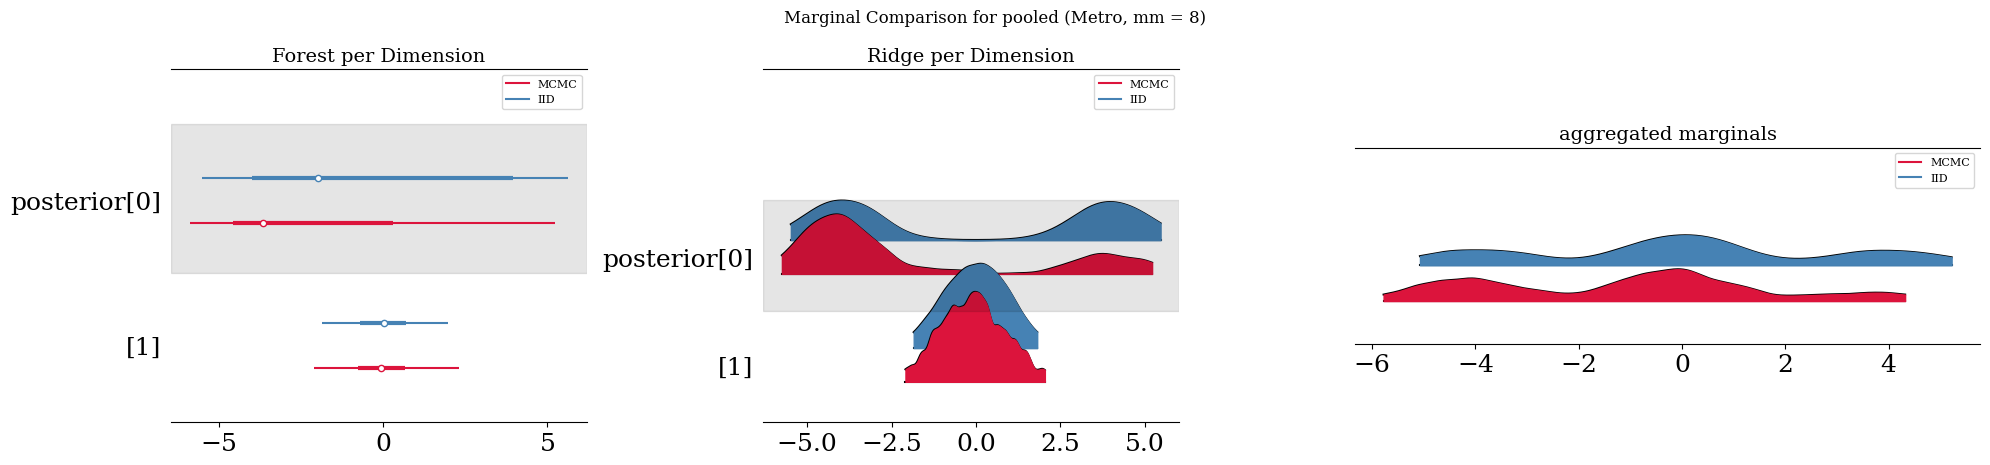 Marginal Comparison for pooled (Metro, mm = 8)
Forest per Dimension
MCMC
IID
posterior[0]
[1]
−5 0 5
Ridge per Dimension
MCMC
IID
posterior[0]
[1]
−5.0 −2.5 0.0 2.5 5.0
aggregated marginals
MCMC
IID
−6 −4 −2 0 2 4